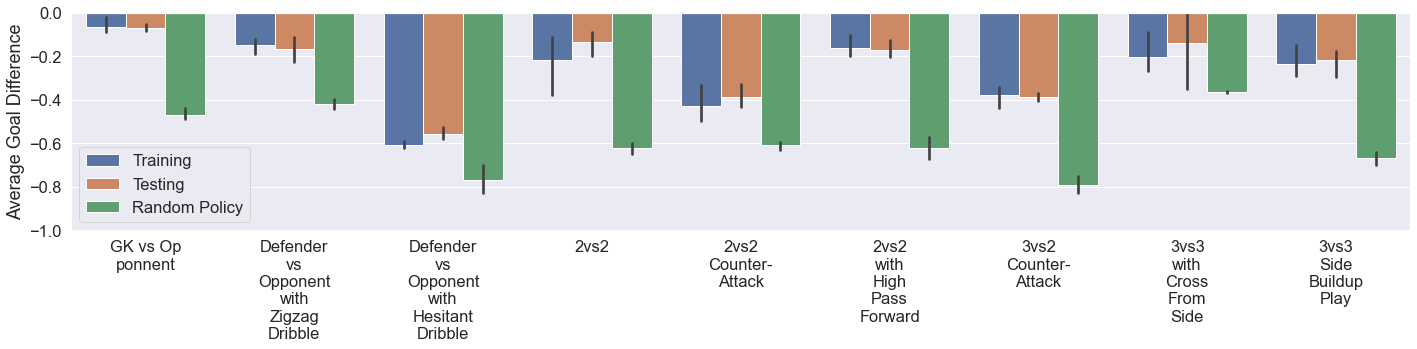 Average Goal Difference
0.0
−0.2
−0.4
−0.6
−0.8
−1.0
Training
Testing
Random Policy
GK vs Op
ponnent
Defender
vs
Opponent
with
Zigzag
Dribble
Defender
vs
Opponent
with
Hesitant
Dribble
2vs2
2vs2
Counter-
Attack
2vs2
with
High
Pass
Forward
3vs2
Counter-
Attack
3vs3
with
Cross
From
Side
3vs3
Side
Buildup
Play